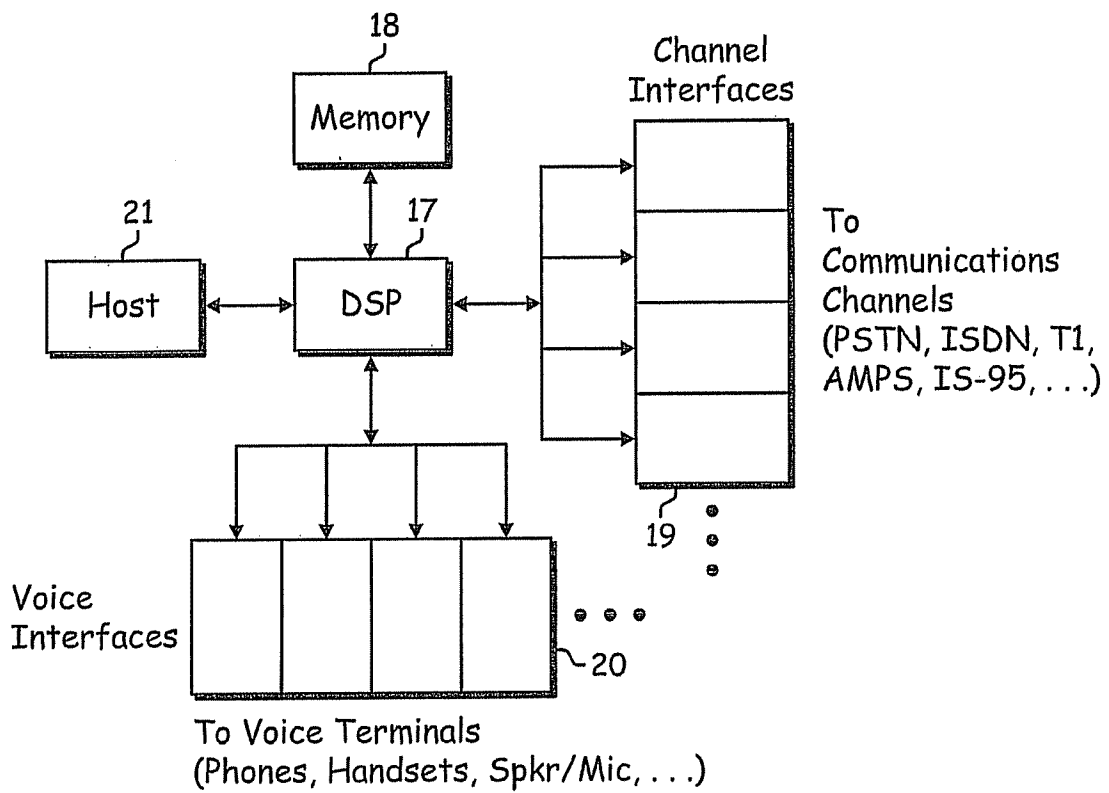 18
Memory
Channel
Interfaces
21
17
Host
DSP
To
Communications
Channels
(PSTN, ISDN, T1,
AMPS, IS-95, . . .)
19
Voice
Interfaces
20
To Voice Terminals
(Phones, Handsets, Spkr/Mic, . . .)